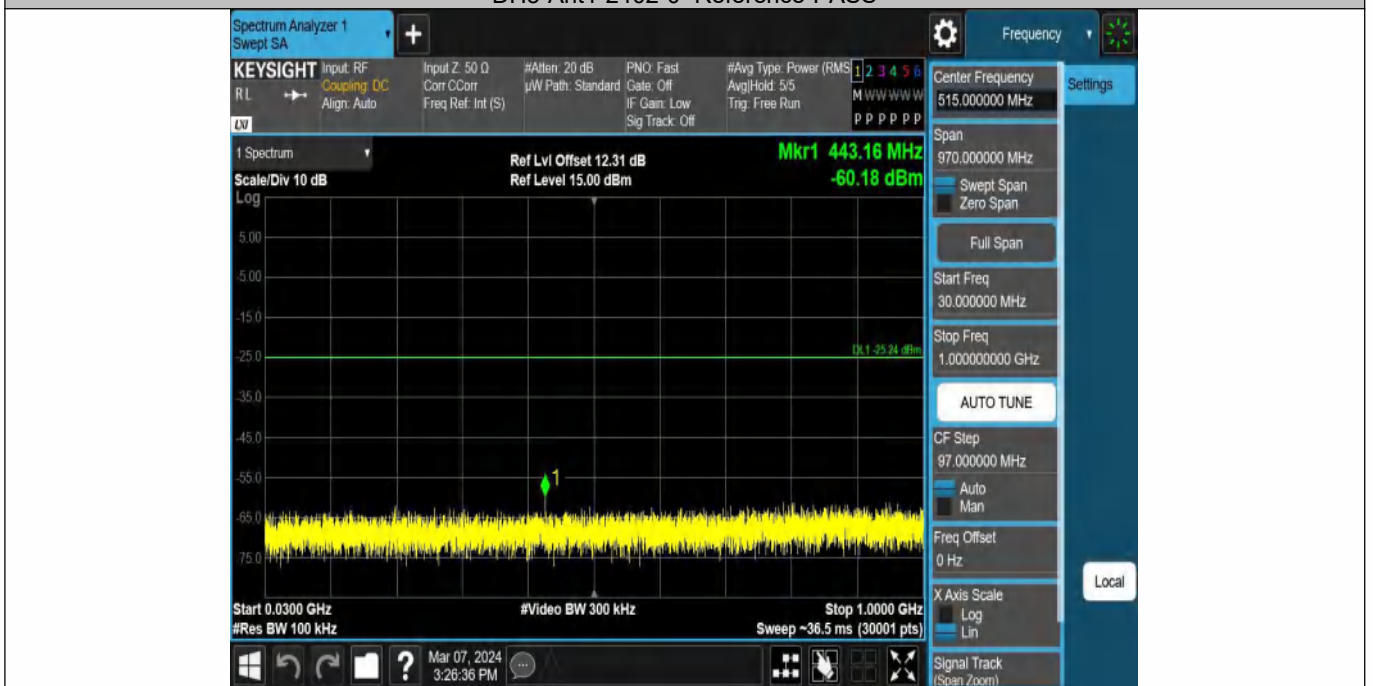 Spectrum Analyzer 1
Swept SA
+
Frequency
KEYSIGHT
RL
LXI
Input: RF
Coupling: DC
Align: Auto
Input Z: 50 Ω
Corr CCorr
Freq Ref: Int (S)
#Atten: 20 dB
µW Path: Standard
PNO: Fast
Gate: Off
IF Gain: Low
Sig Track: Off
#Avg Type: Power (RMS
Avg|Hold: 5/5
Trig: Free Run
1 2 3 4 5 6
M W W W W W
P P P P P P
Center Frequency
515.000000 MHz
Settings
1 Spectrum
Scale/Div 10 dB
Log
Ref Lvl Offset 12.31 dB
Ref Level 15.00 dBm
Mkr1 443.16 MHz
-60.18 dBm
Span
970.000000 MHz
Swept Span
Zero Span
Full Span
Start Freq
30.000000 MHz
Stop Freq
1.000000000 GHz
AUTO TUNE
CF Step
97.000000 MHz
Auto
Man
Freq Offset
0 Hz
X Axis Scale
Log
Lin
Signal Track
(Span Zoom)
Local
5.00
-5.00
-15.0
-25.0
DL1 -25.24 dBm
-35.0
-45.0
-55.0
1
-65.0
-75.0
Start 0.0300 GHz
#Res BW 100 kHz
#Video BW 300 kHz
Stop 1.0000 GHz
Sweep ~36.5 ms (30001 pts)
?
Mar 07, 2024
3:26:36 PM